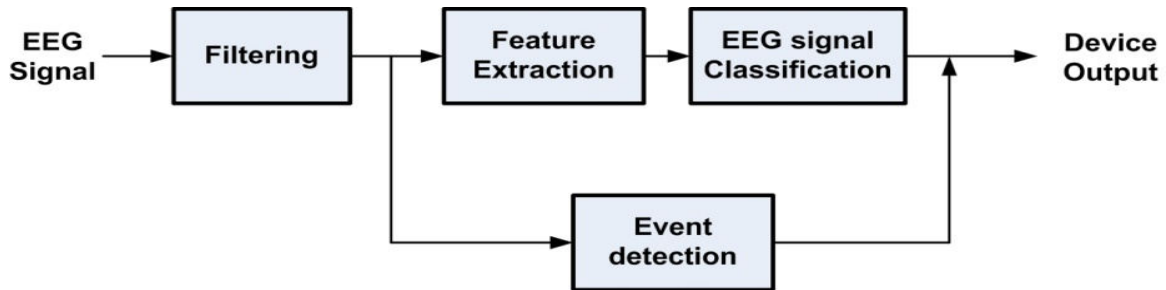 EEG
Signal
Filtering
Feature
Extraction
EEG signal
Classification
Device
Output
Event
detection